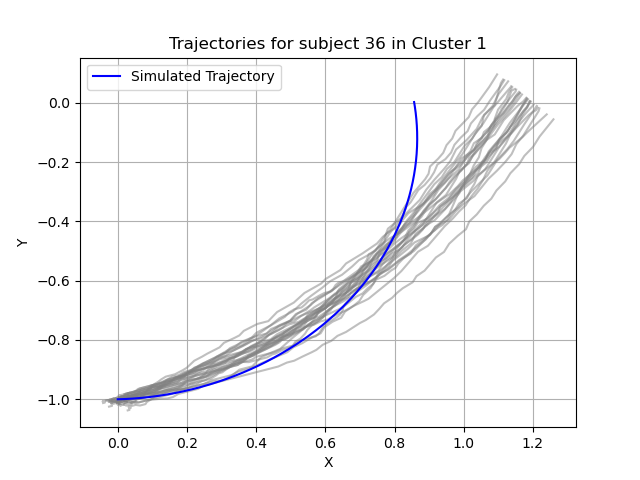 Trajectories for subject 36 in Cluster 1
Simulated Trajectory
0.0
−0.2
−0.4
−0.6
−0.8
−1.0
Y
0.0 0.2 0.4 0.6 0.8 1.0 1.2
X